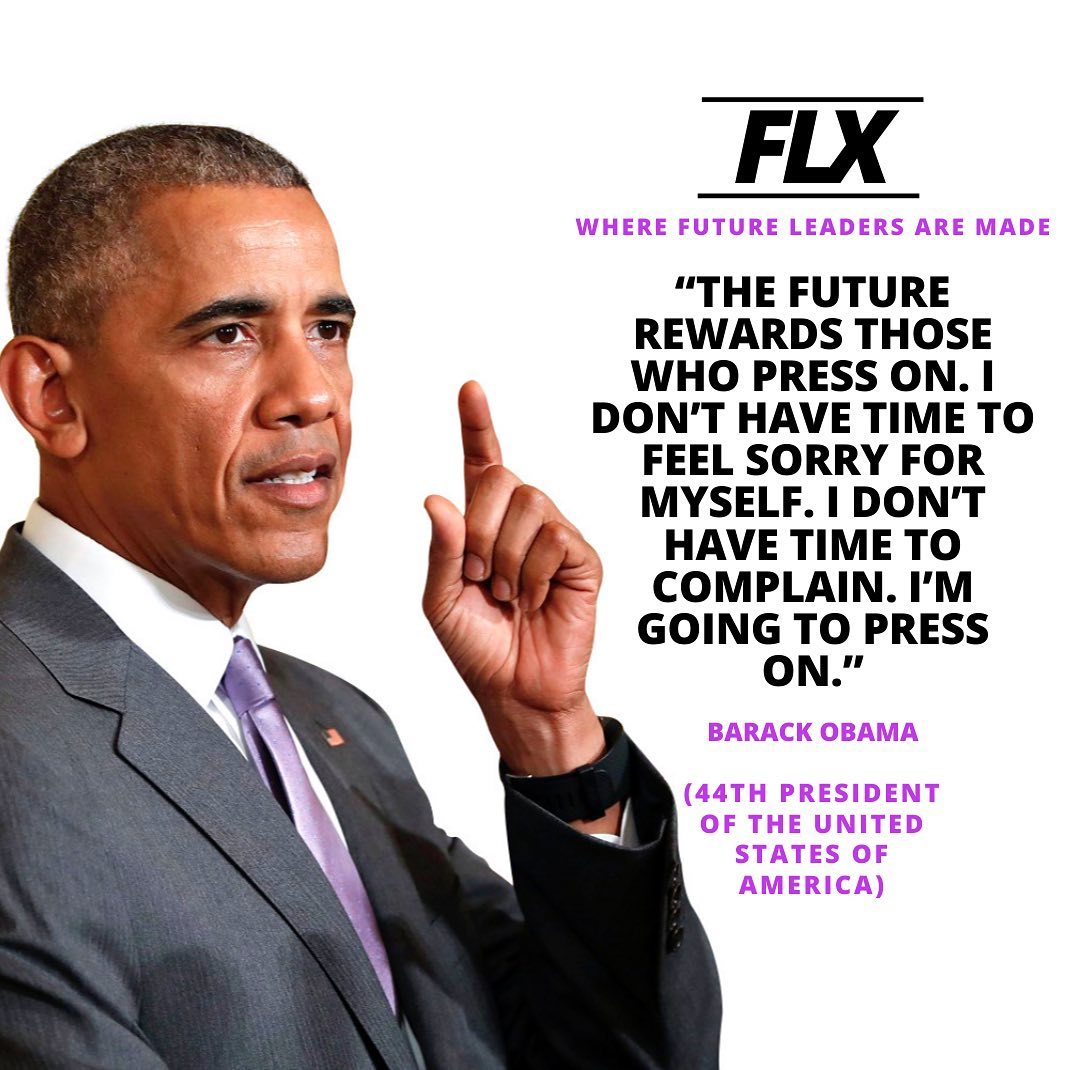 FLX
WHERE FUTURE LEADERS ARE MADE
“THE FUTURE
REWARDS THOSE
WHO PRESS ON. I
DON’T HAVE TIME TO
FEEL SORRY FOR
MYSELF. I DON’T
HAVE TIME TO
COMPLAIN. I’M
GOING TO PRESS
ON.”
BARACK OBAMA
(44TH PRESIDENT
OF THE UNITED
STATES OF
AMERICA)